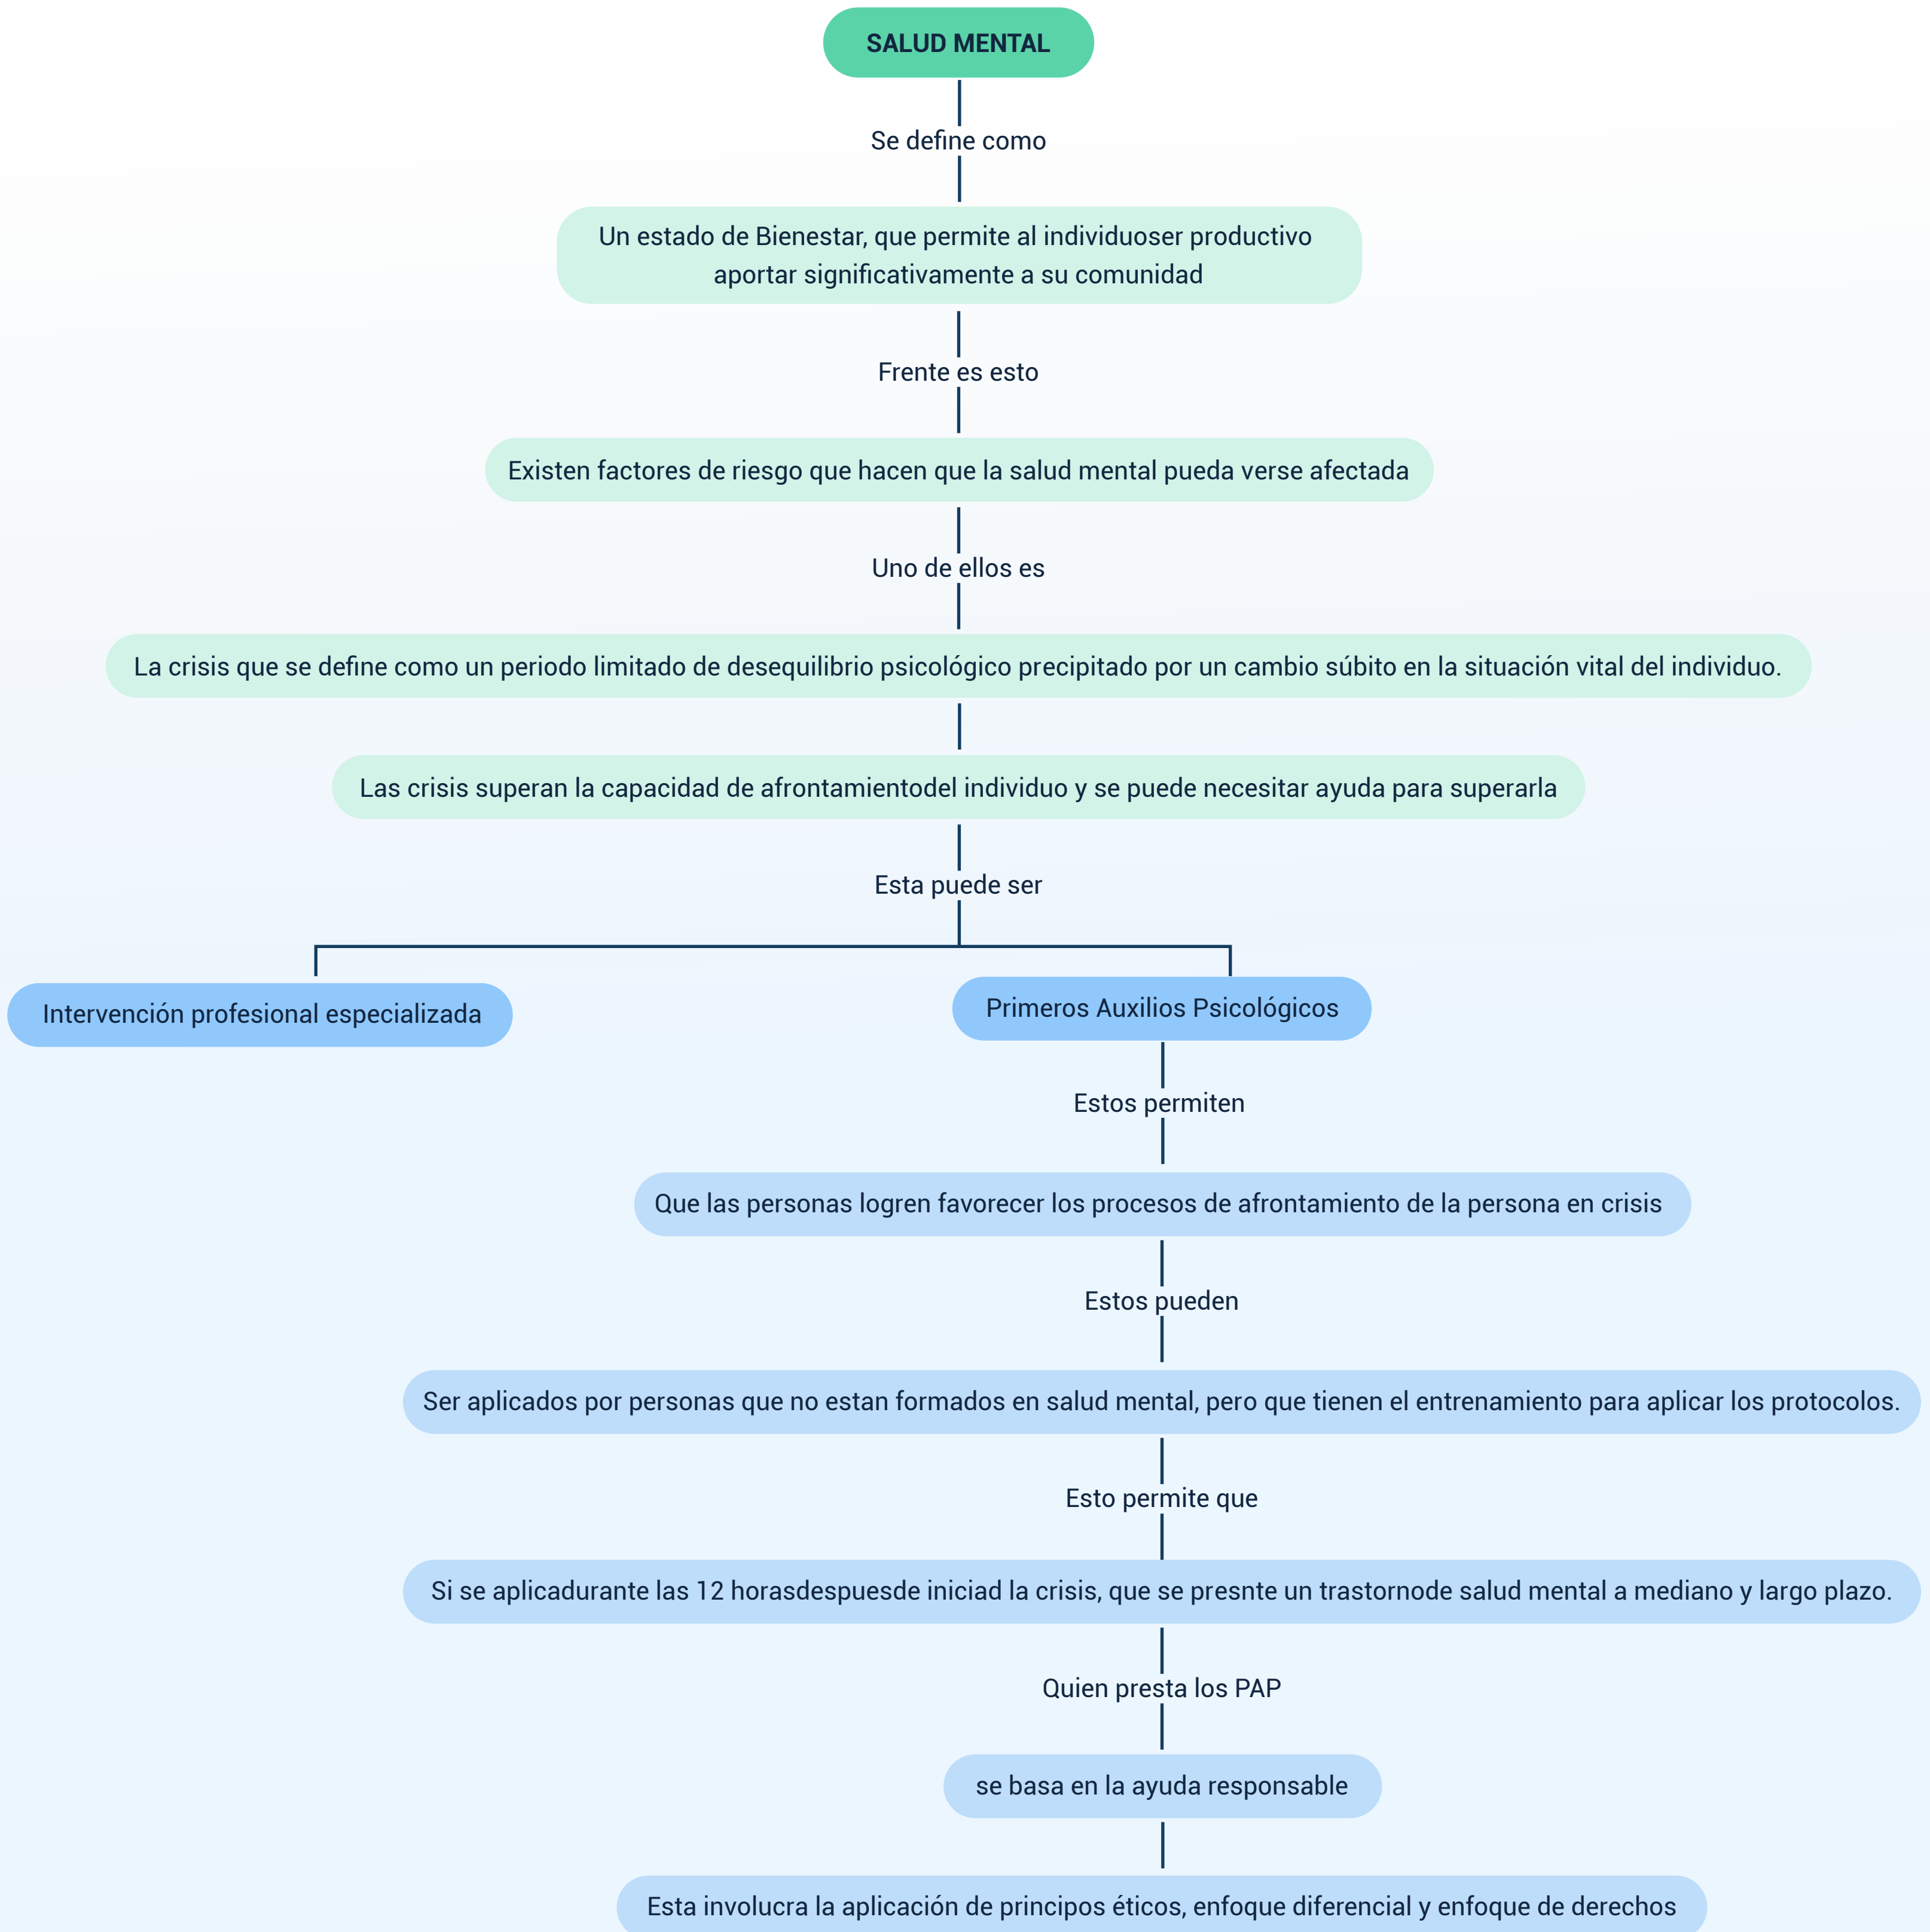 SALUD MENTAL
Se define como
Un estado de Bienestar, que permite al individuoser productivo
aportar significativamente a su comunidad
Frente es esto
Existen factores de riesgo que hacen que la salud mental pueda verse afectada
Uno de ellos es
La crisis que se define como un periodo limitado de desequilibrio psicológico precipitado por un cambio súbito en la situación vital del individuo.
Las crisis superan la capacidad de afrontamientodel individuo y se puede necesitar ayuda para superarla
Esta puede ser
Intervención profesional especializada
Primeros Auxilios Psicológicos
Estos permiten
Que las personas logren favorecer los procesos de afrontamiento de la persona en crisis
Estos pueden
Ser aplicados por personas que no estan formados en salud mental, pero que tienen el entrenamiento para aplicar los protocolos.
Esto permite que
Si se aplicadurante las 12 horasdespuesde iniciad la crisis, que se presnte un trastornode salud mental a mediano y largo plazo.
Quien presta los PAP
se basa en la ayuda responsable
Esta involucra la aplicación de principos éticos, enfoque diferencial y enfoque de derechos